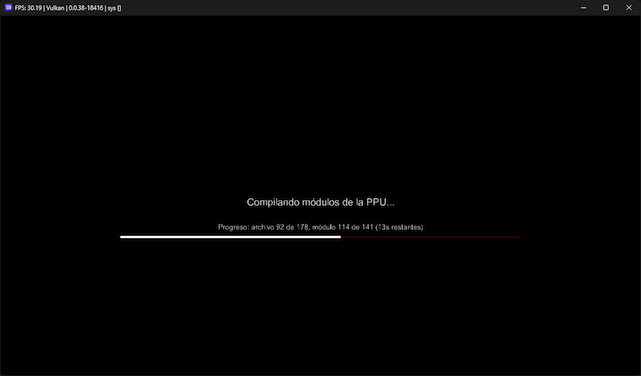 FPS: 30.19 | Vulkan | 0.0.38-18416 | sys []
Compilando módulos de la PPU...
Progreso: archivo 92 de 178, módulo 114 de 141 (13s restantes)